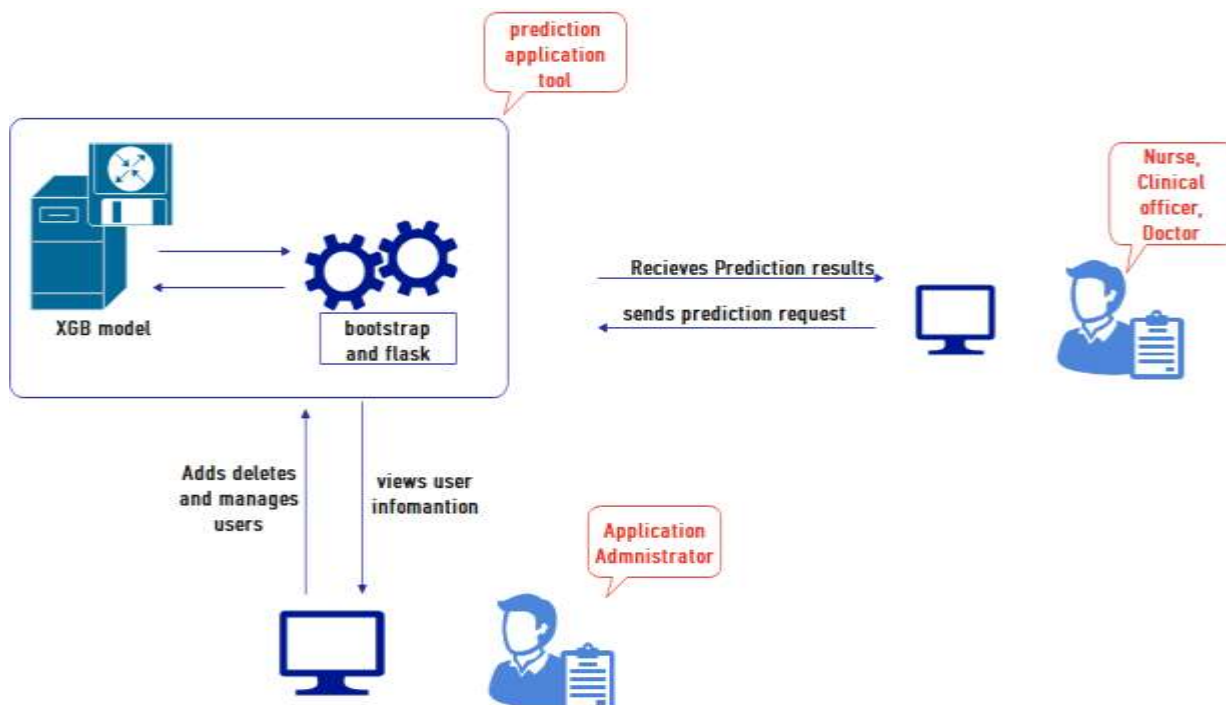 prediction
application
tool
Nurse,
Clinical
officer,
Doctor
Recieves Prediction results
sends prediction request
XGB model
bootstrap
and flask
Adds deletes
and manages
users
views user
infomantion
Application
Admnistrator